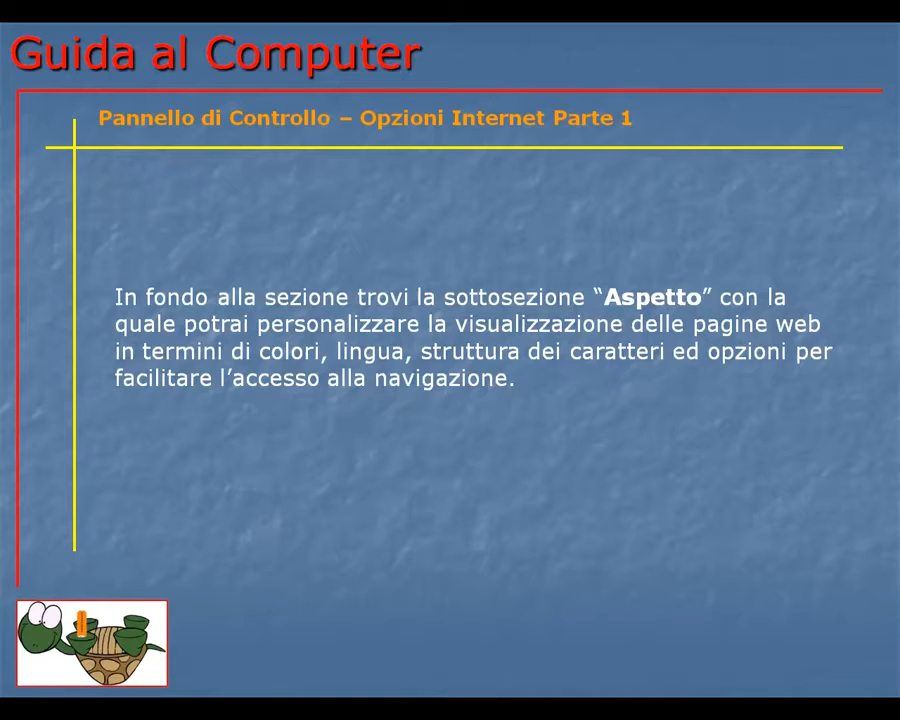 Guida al Computer
Pannello di Controllo – Opzioni Internet Parte 1
In fondo alla sezione trovi la sottosezione “Aspetto” con la
quale potrai personalizzare la visualizzazione delle pagine web
in termini di colori, lingua, struttura dei caratteri ed opzioni per
facilitare l’accesso alla navigazione.